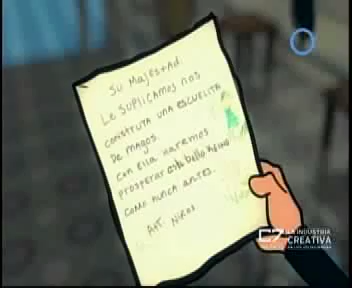 Su Majestad
Le suplicamos nos
construya una escuelita
de magos.
Con ella haremos
prosperar este bello Reino
como nunca antes.
Att. Niños
C7 LA INDUSTRIA
CREATIVA